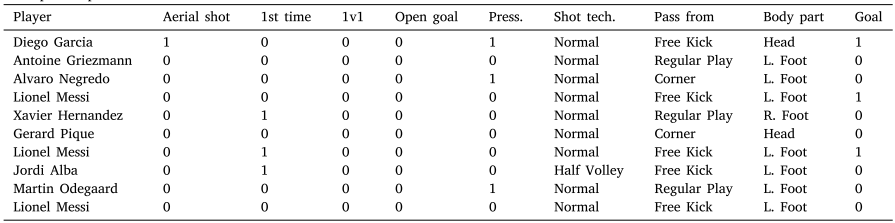 Player Aerial shot 1st time 1v1 Open goal Press. Shot tech. Pass from Body part Goal
Diego Garcia 1 0 0 0 1 Normal Free Kick Head 1
Antoine Griezmann 0 0 0 0 0 Normal Regular Play L. Foot 0
Alvaro Negredo 0 0 0 0 1 Normal Corner L. Foot 0
Lionel Messi 0 0 0 0 0 Normal Free Kick L. Foot 1
Xavier Hernandez 0 1 0 0 0 Normal Regular Play R. Foot 0
Gerard Pique 0 0 0 0 0 Normal Corner Head 0
Lionel Messi 0 1 0 0 0 Normal Free Kick L. Foot 1
Jordi Alba 0 1 0 0 0 Half Volley Free Kick L. Foot 0
Martin Odegaard 0 0 0 0 1 Normal Regular Play L. Foot 0
Lionel Messi 0 0 0 0 0 Normal Free Kick L. Foot 0